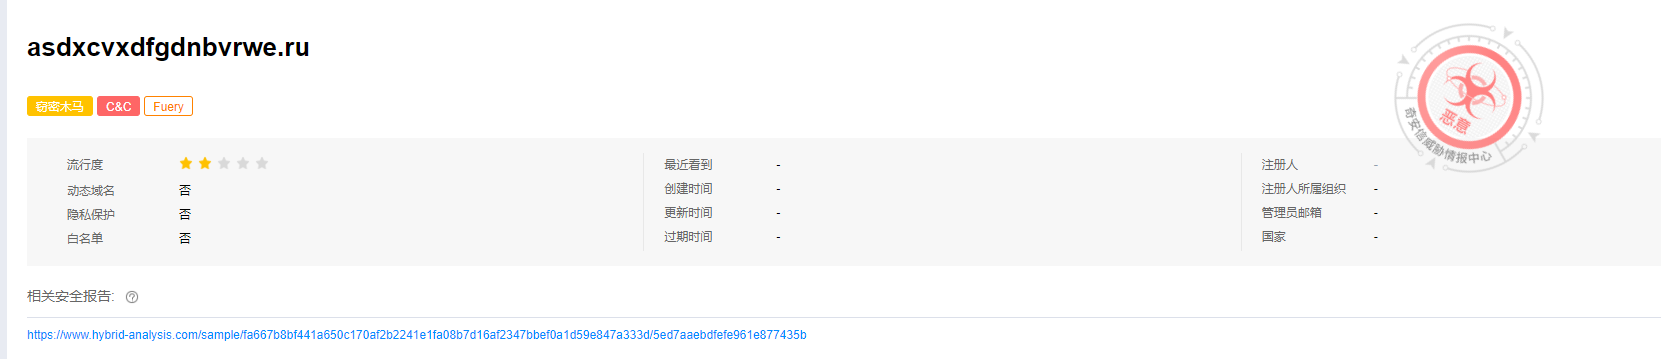 asdxcvxdfgdnbvrwe.ru
窃密木马 C&C Fuery
恶意
奇安信威胁情报中心
流行度 最近看到 - 注册人 -
动态域名 否 创建时间 - 注册人所属组织 -
隐私保护 否 更新时间 - 管理员邮箱 -
白名单 否 过期时间 - 国家 -
相关安全报告: ?
https://www.hybrid-analysis.com/sample/fa667b8bf441a650c170af2b2241e1fa08b7d16af2347bbef0a1d59e847a333d/5ed7aaebdfefe961e877435b